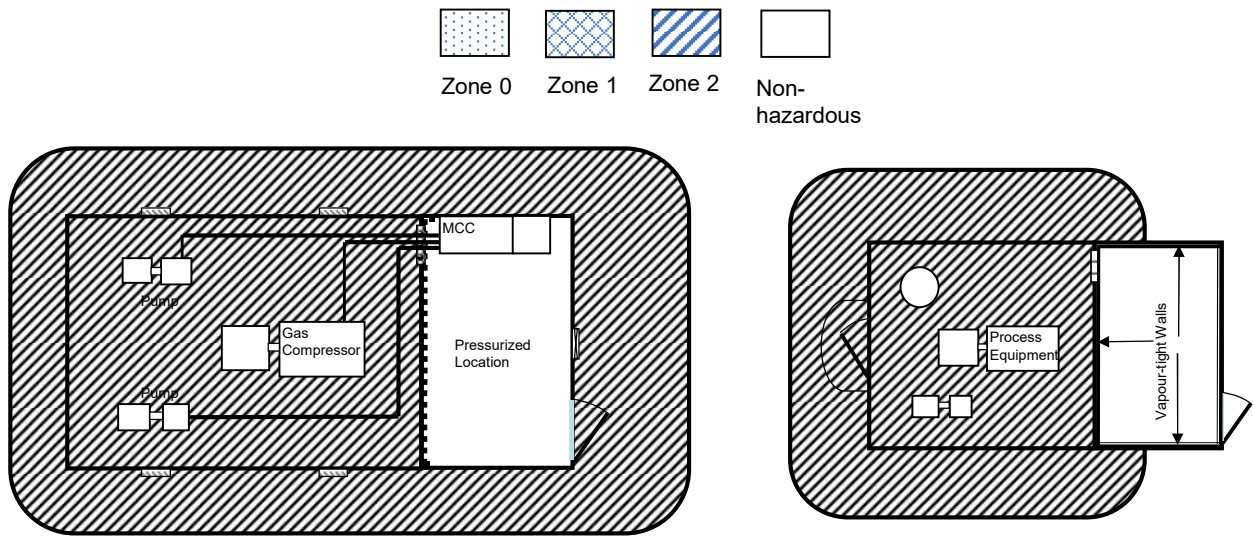 Zone 0
Zone 1
Zone 2
Non-
hazardous
MCC
Pump
Gas
Compressor
Pressurized
Location
Pump
Process
Equipment
Vapour-tight Walls